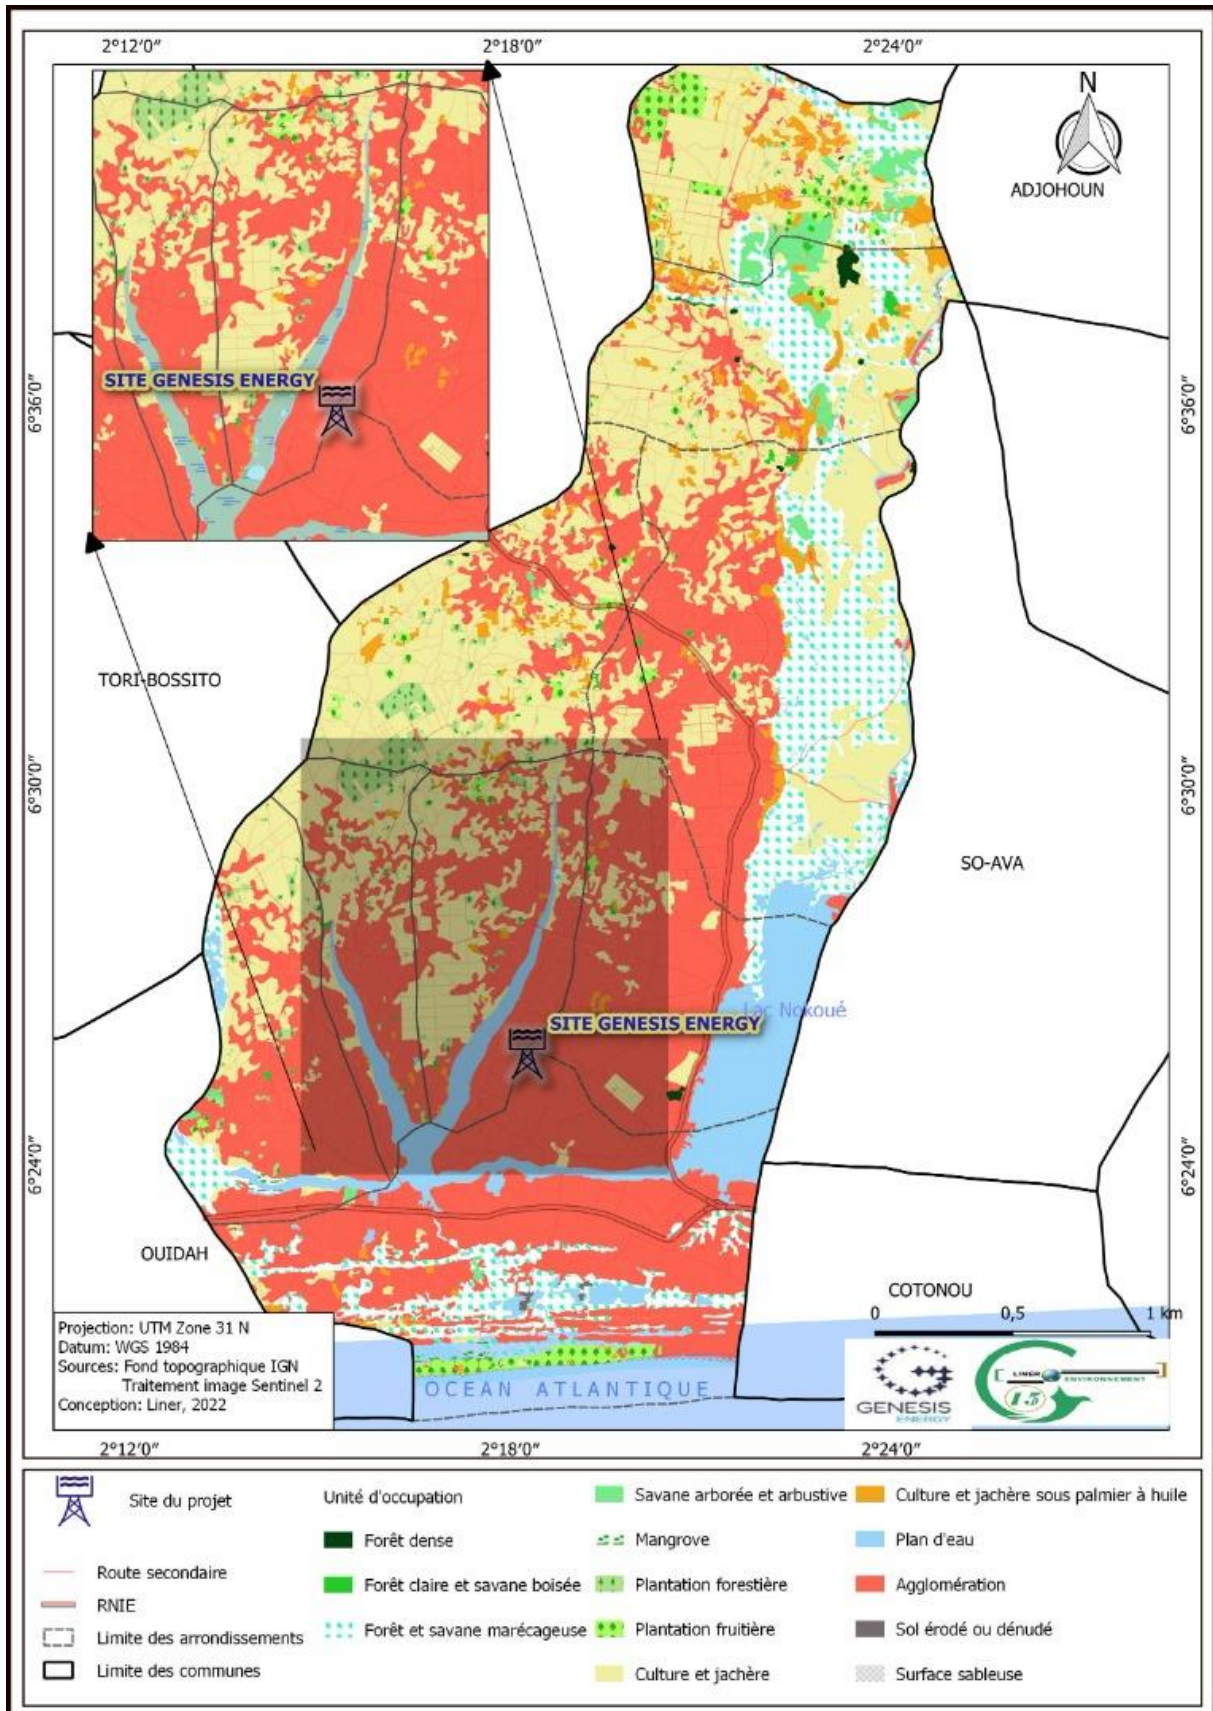 2°12'0" 2°18'0" 2°24'0"
N
ADJOHOUN
SITE GENESIS ENERGY
6°36'0" 6°36'0"
TORI-BOSSITO
6°30'0" 6°30'0"
SO-AVA
Lac Nokoué
SITE GENESIS ENERGY
6°24'0" 6°24'0"
OUIDAH
COTONOU
0 0,5 1 km
Projection: UTM Zone 31 N
Datum: WGS 1984
Sources: Fond topographique IGN
Traitement image Sentinel 2
Conception: Liner, 2022
OCEAN ATLANTIQUE
GENESIS
ENERGY
LINER ENVIRONNEMENT
15
2°12'0" 2°18'0" 2°24'0"
Site du projet
Route secondaire
RNIE
Limite des arrondissements
Limite des communes
Unité d'occupation
Forêt dense
Forêt claire et savane boisée
Forêt et savane marécageuse
Savane arborée et arbustive
Mangrove
Plantation forestière
Plantation fruitière
Culture et jachère
Culture et jachère sous palmier à huile
Plan d'eau
Agglomération
Sol érodé ou dénudé
Surface sableuse